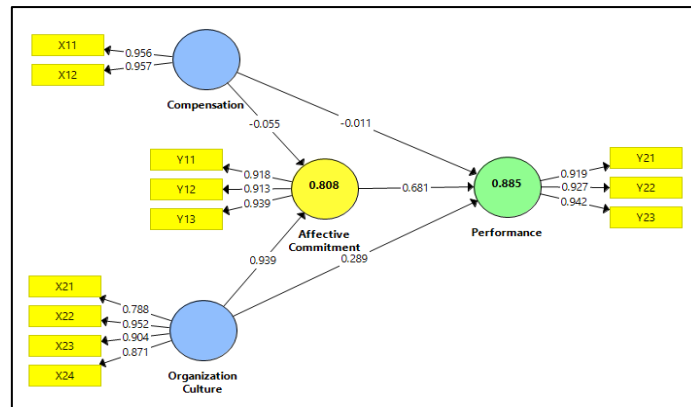 X11
0.956
X12
0.957
Compensation
-0.055
-0.011
Y11
0.918
Y12
0.913
Y13
0.939
0.808
Affective
Commitment
0.681
0.885
Performance
0.919
Y21
0.927
Y22
0.942
Y23
0.939
0.289
X21
0.788
X22
0.952
X23
0.904
X24
0.871
Organization
Culture